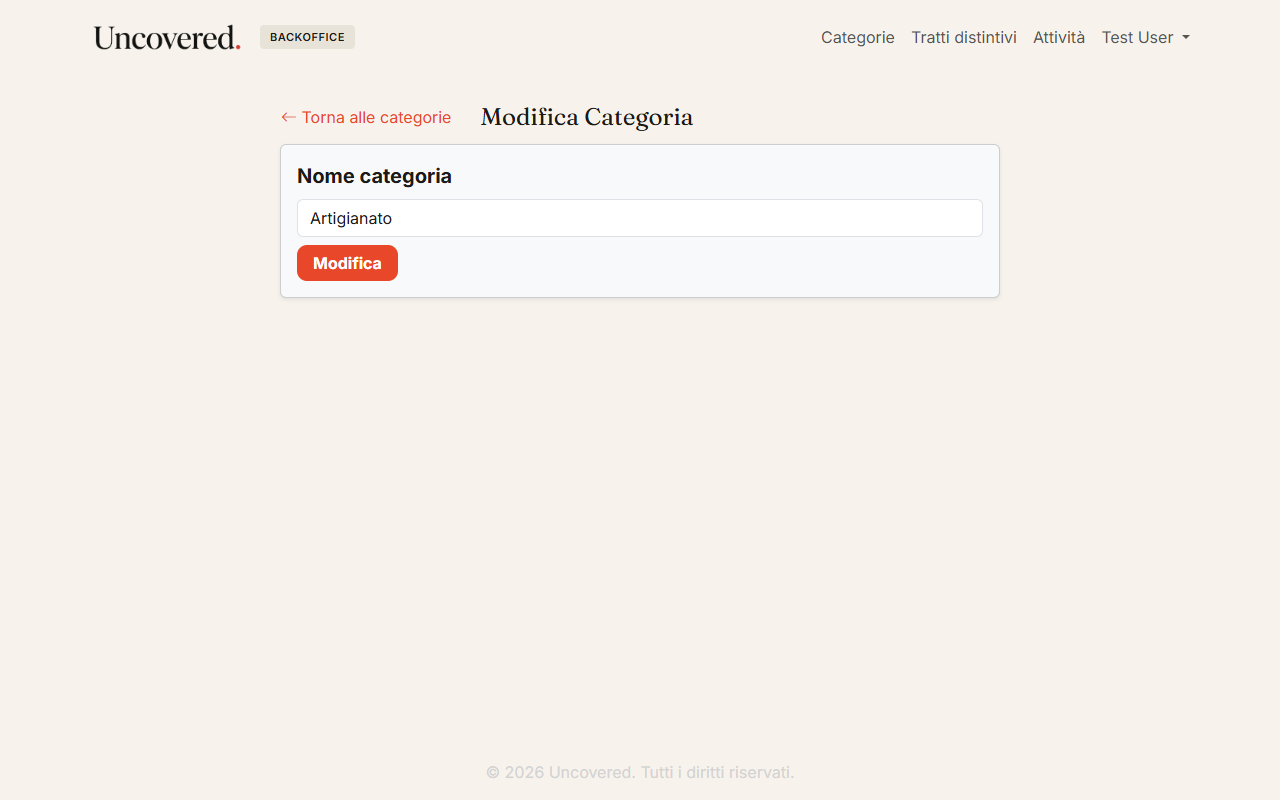 Uncovered. BACKOFFICE Categorie Tratti distintivi Attività Test User
← Torna alle categorie Modifica Categoria
Nome categoria
Artigianato
Modifica
© 2026 Uncovered. Tutti i diritti riservati.